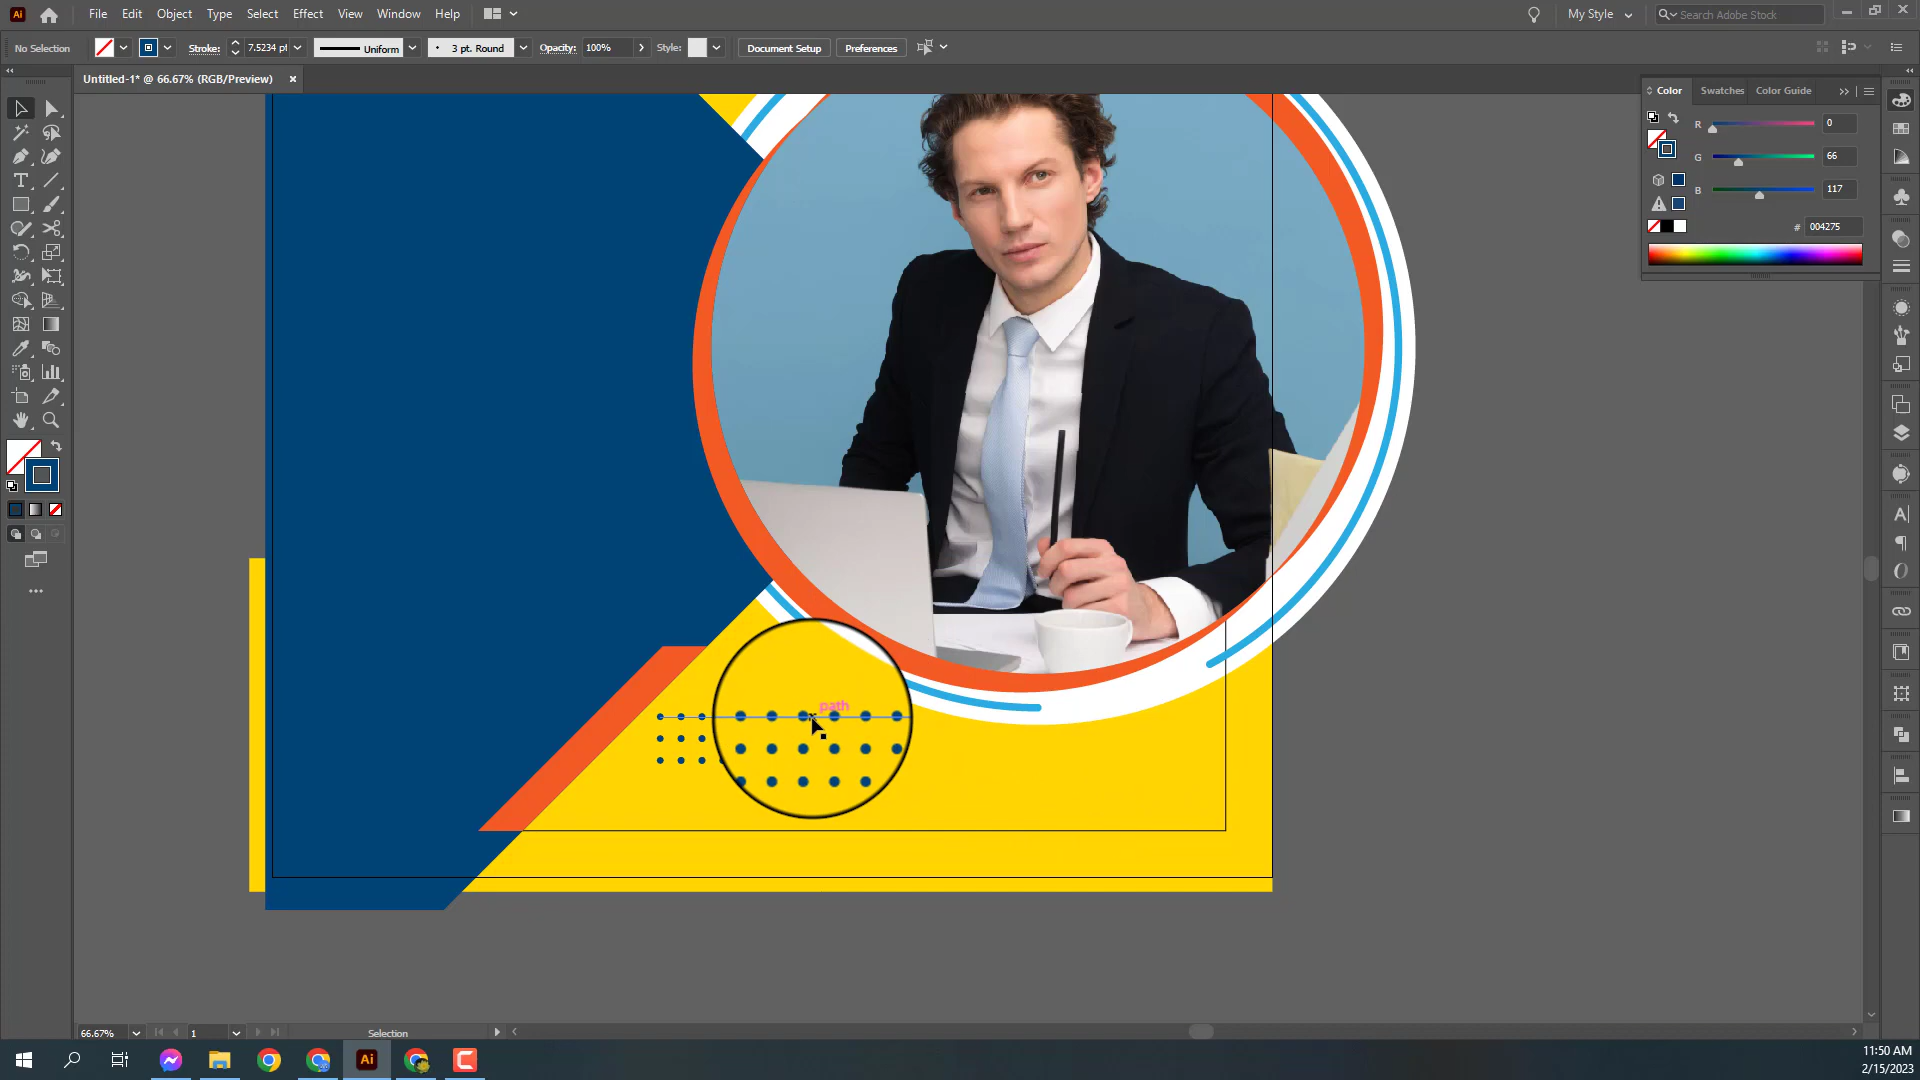 Ai
File
Edit
Object
Type
Select
Effect
View
Window
Help
My Style
Search Adobe Stock
No Selection
Stroke:
7.5234 pt
Uniform
3 pt. Round
Opacity:
100%
Style:
Document Setup
Preferences
Untitled-1* @ 66.67% (RGB/Preview)
×
Color
Swatches
Color Guide
R
0
G
66
B
117
#
004275
path
66.67%
1
Selection
Ai
11:50 AM
2/15/2023